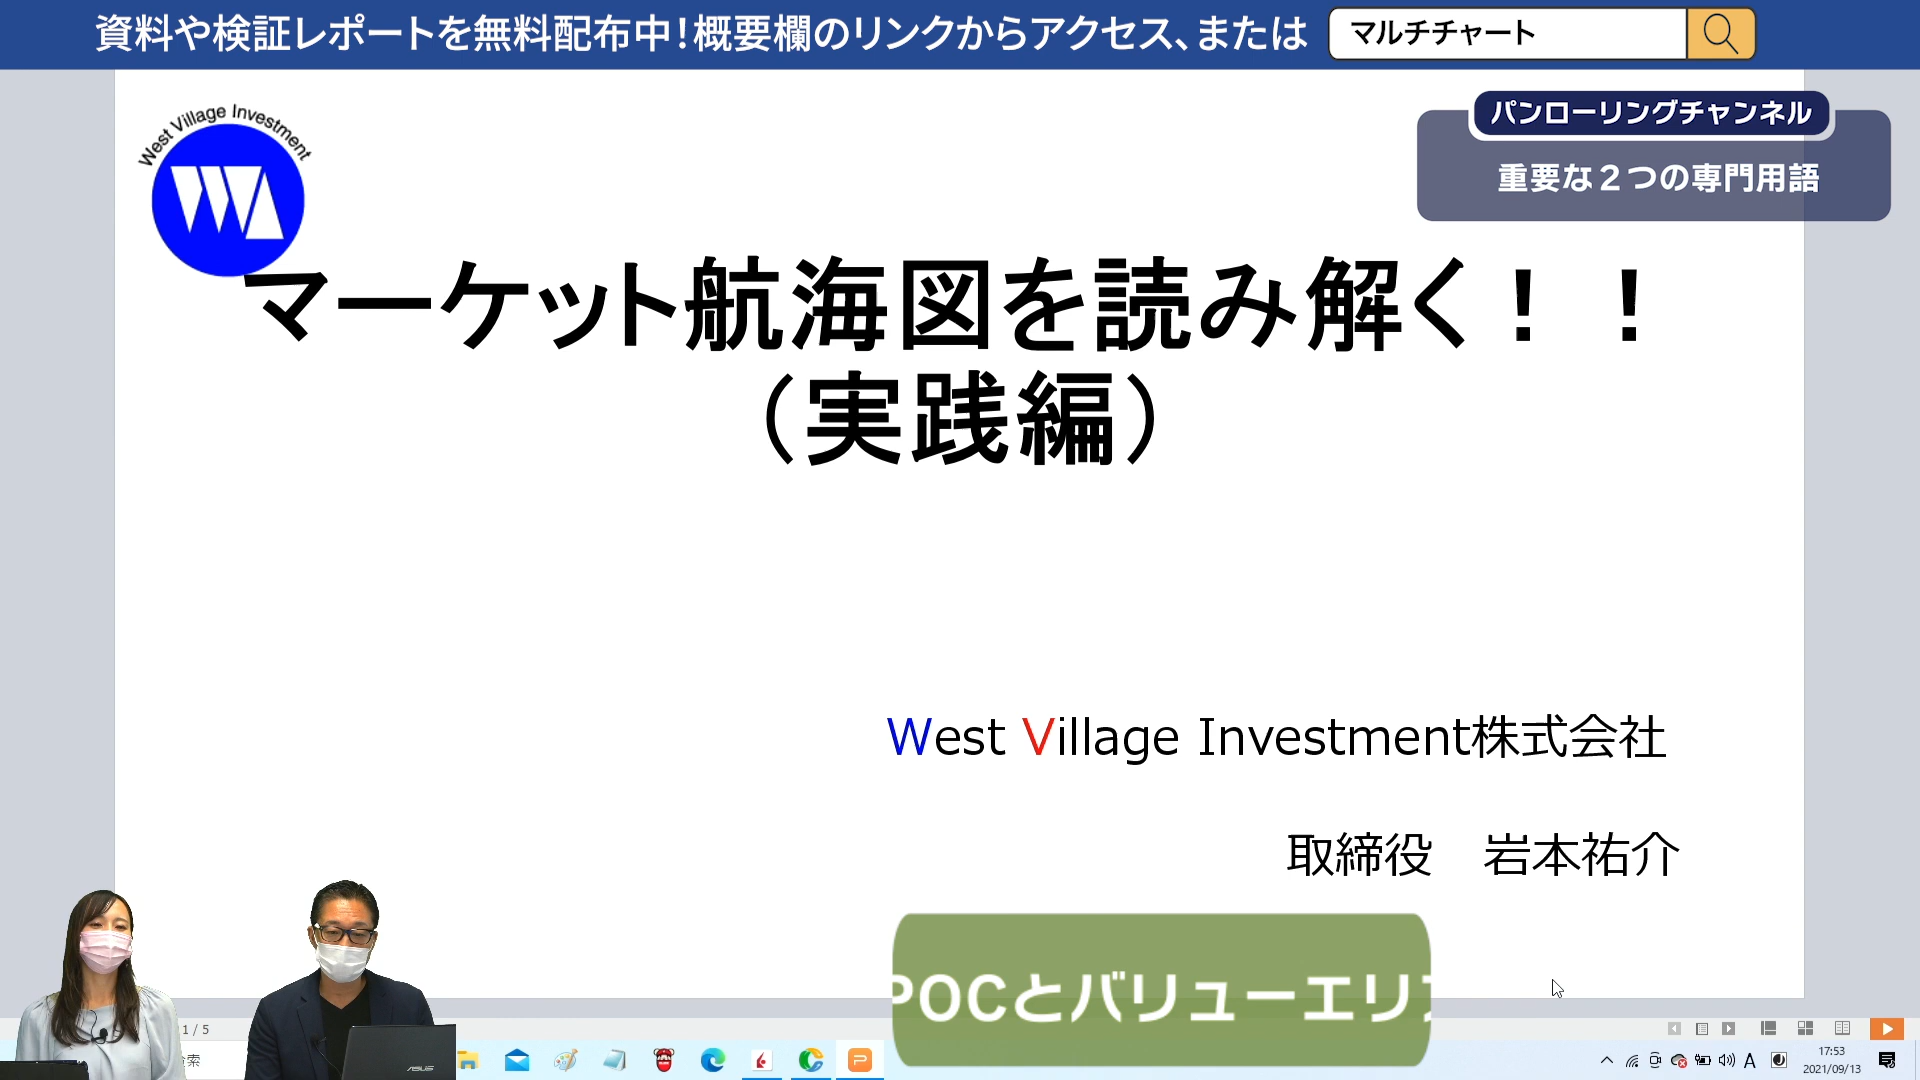 資料や検証レポートを無料配布中！概要欄のリンクからアクセス、または
マルチチャート
West Village Investment
パンローリングチャンネル
重要な２つの専門用語
マーケット航海図を読み解く！！
（実践編）
West Village Investment株式会社
取締役　岩本祐介
POCとバリューエリ
1 / 5
索
ASUS
A
17:53
2021/09/13